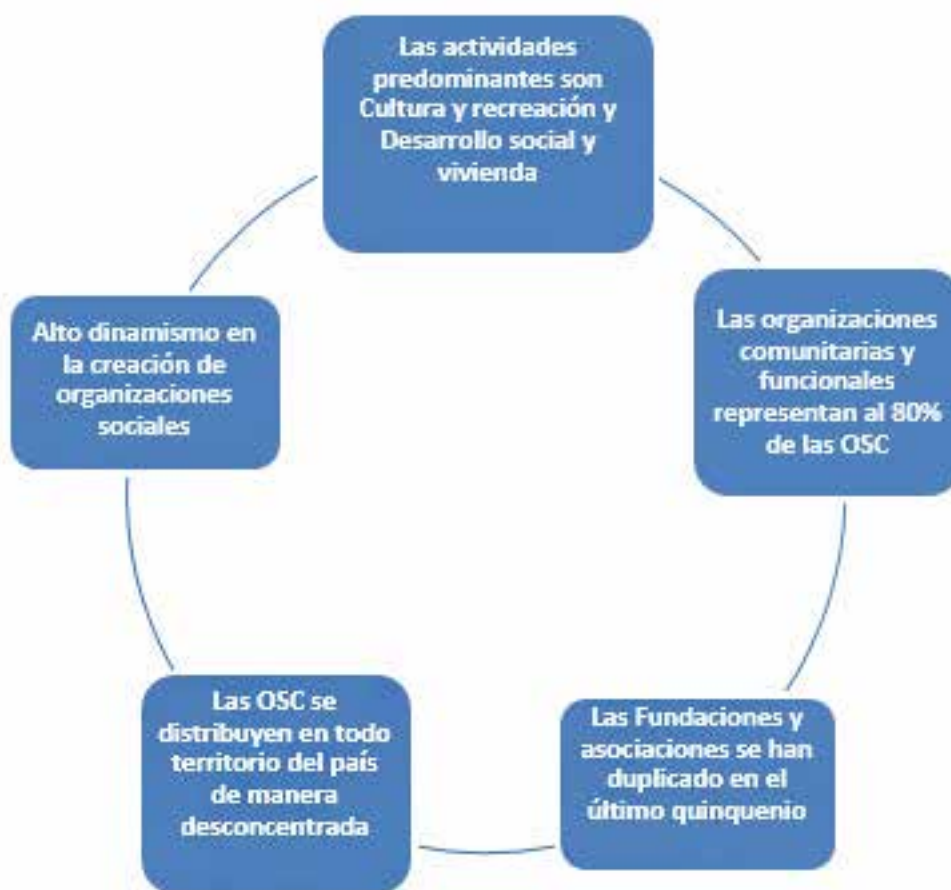 Las actividades
predominantes son
Cultura y recreación y
Desarrollo social y
vivienda
Las organizaciones
comunitarias y
funcionales
representan al 80%
de las OSC
Las Fundaciones y
asociaciones se han
duplicado en el
último quinquenio
Las OSC se
distribuyen en todo
territorio del país
de manera
desconcentrada
Alto dinamismo en
la creación de
organizaciones
sociales